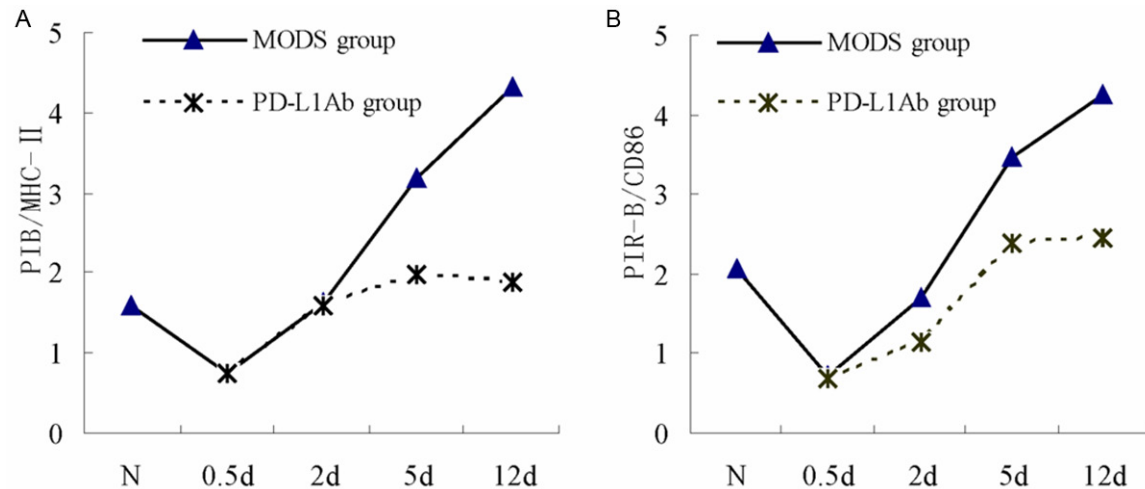 A
5
4
3
2
1
0
PIB/MHC-II
MODS group
PD-L1Ab group
N 0.5d 2d 5d 12d
B
5
4
3
2
1
0
PIR-B/CD86
MODS group
PD-L1Ab group
N 0.5d 2d 5d 12d